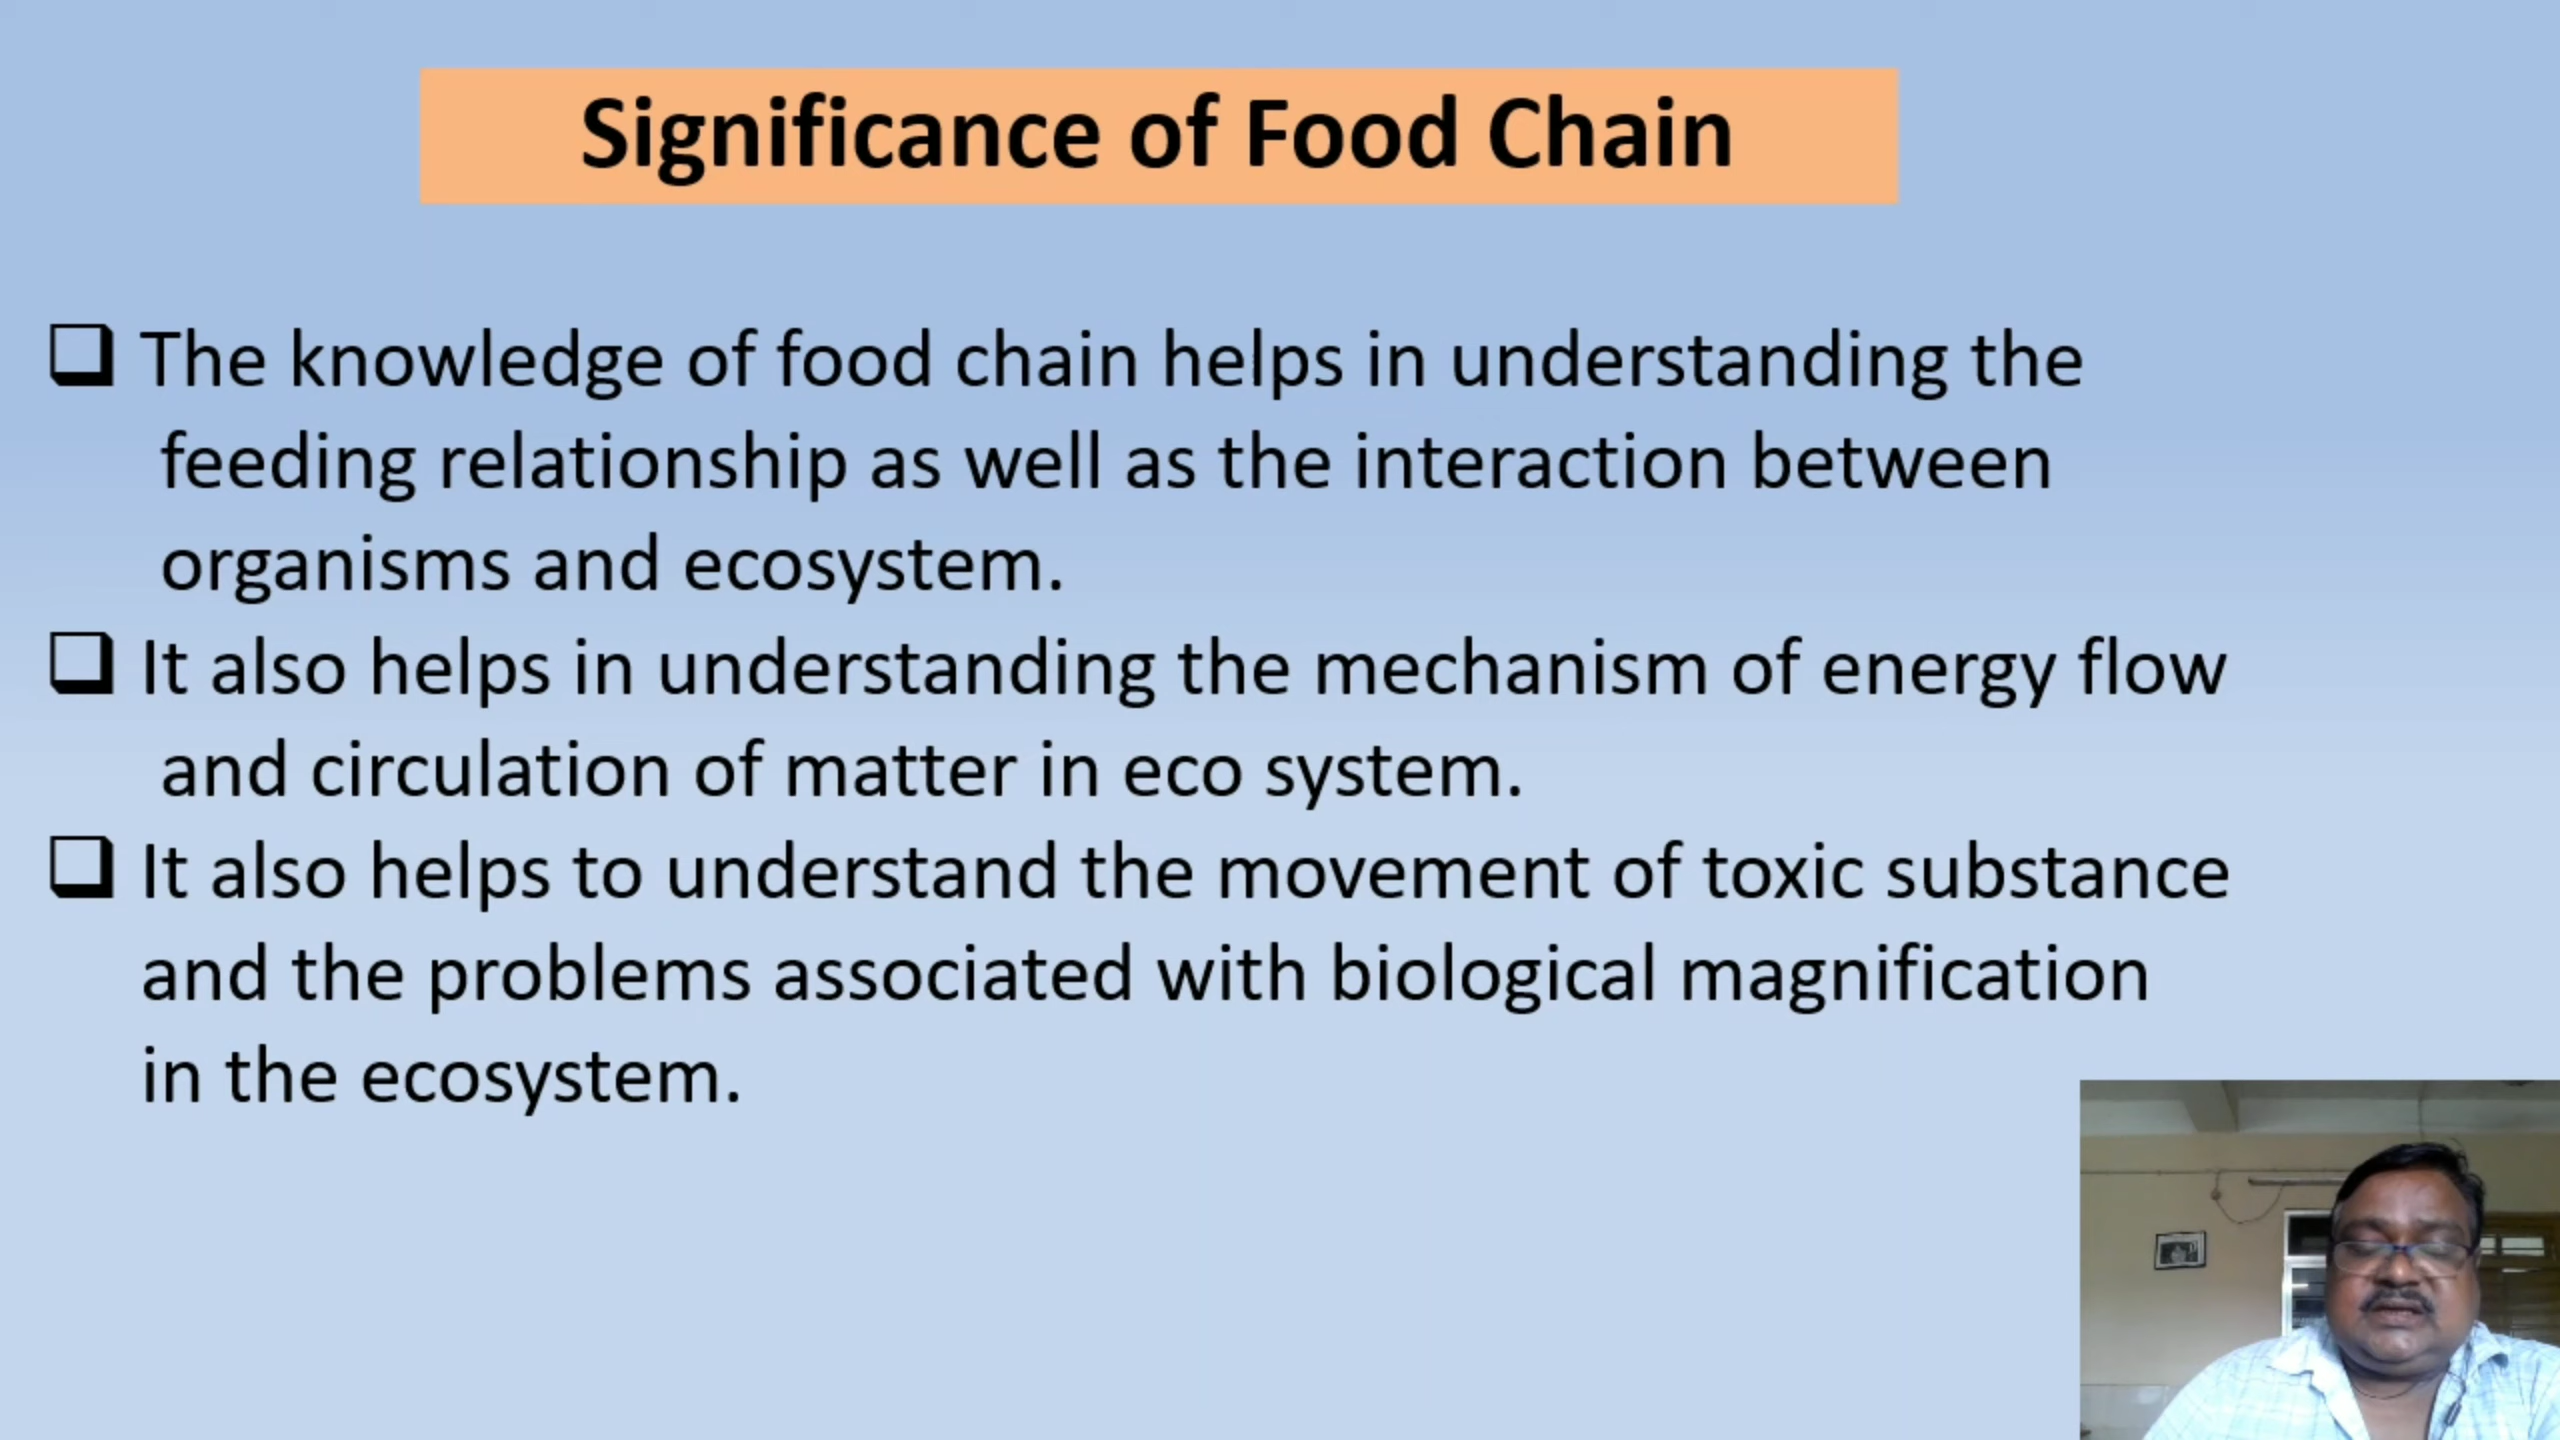 Significance of Food Chain
The knowledge of food chain helps in understanding the
feeding relationship as well as the interaction between
organisms and ecosystem.
It also helps in understanding the mechanism of energy flow
and circulation of matter in eco system.
It also helps to understand the movement of toxic substance
and the problems associated with biological magnification
in the ecosystem.